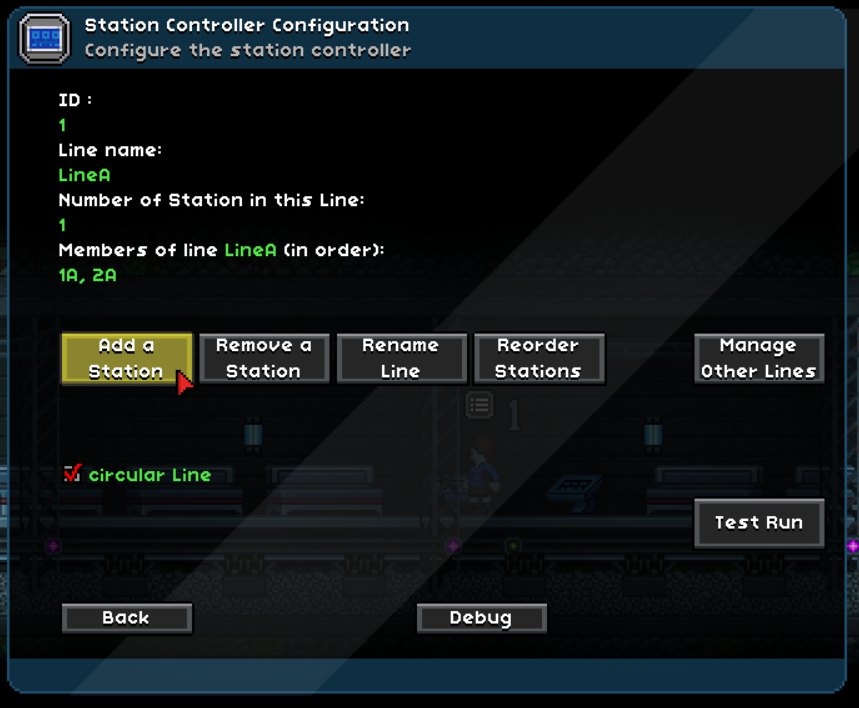 Station Controller Configuration
Configure the station controller
ID :
1
Line name:
LineA
Number of Station in this Line:
1
Members of line LineA (in order):
1A, 2A
Add a
Station
Remove a
Station
Rename
Line
Reorder
Stations
Manage
Other Lines
1
circular Line
Test Run
Back
Debug